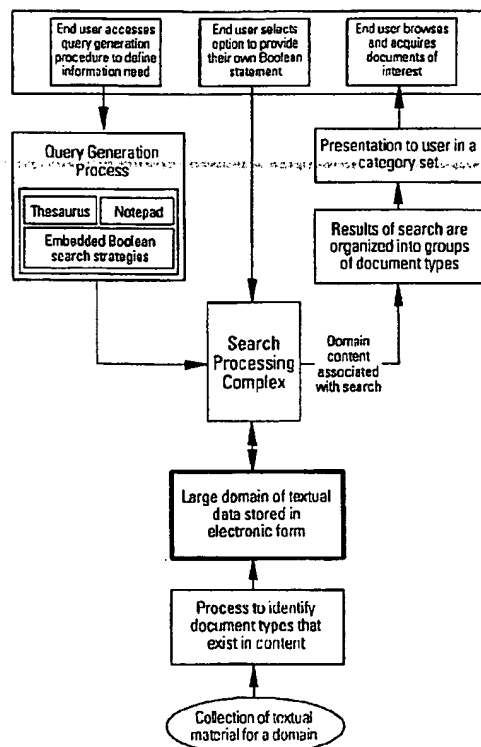 End user accesses
query generation
procedure to define
information need
End user selects
option to provide
their own Boolean
statement
End user browses
and acquires
documents of
interest
Query Generation
Process
Thesaurus
Notepad
Embedded Boolean
search strategies
Presentation to user in a
category set
Results of search are
organized into groups
of document types
Search
Processing
Complex
Domain
content
associated
with search
Large domain of textual
data stored in
electronic form
Process to identify
document types that
exist in content
Collection of textual
material for a domain